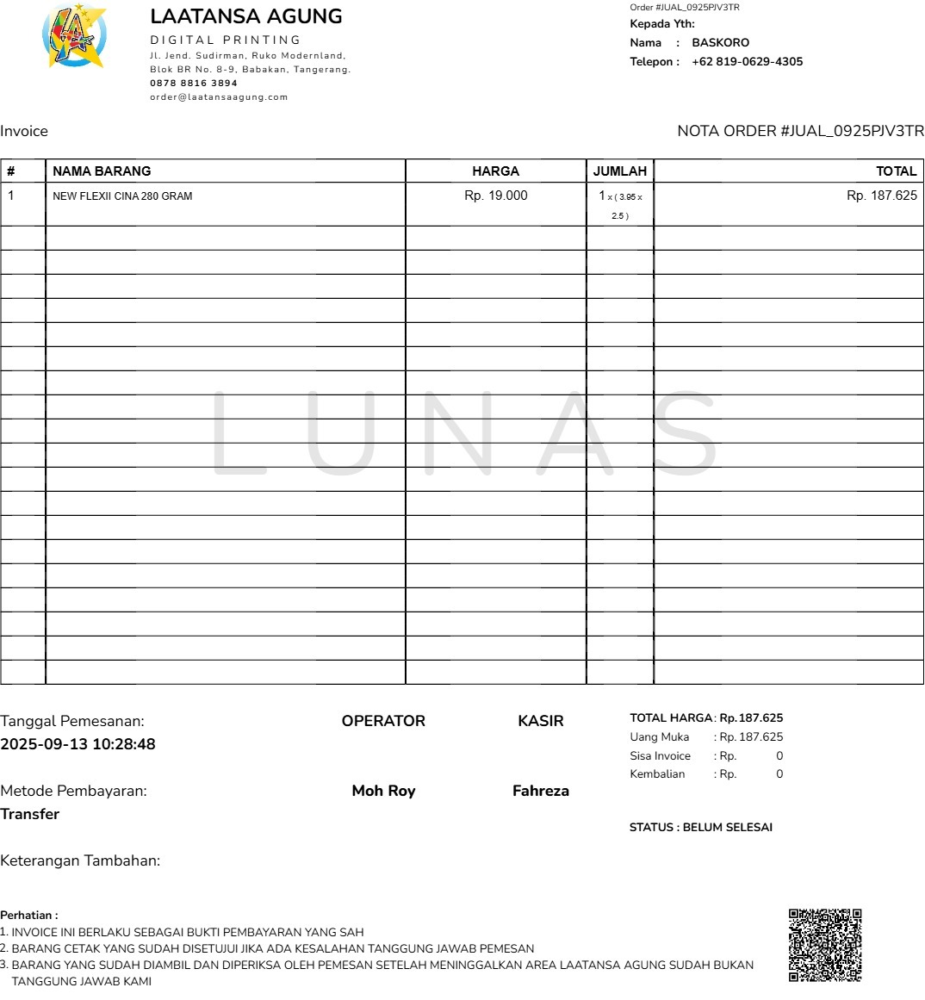 LAATANSA AGUNG
DIGITAL PRINTING
Jl. Jend. Sudirman, Ruko Modernland,
Blok BR No. 8-9, Babakan, Tangerang.
0878 8816 3894
order@laatansaagung.com
Order #JUAL_0925PJV3TR
Kepada Yth:
Nama : BASKORO
Telepon : +62 819-0629-4305
Invoice
NOTA ORDER #JUAL_0925PJV3TR
# NAMA BARANG HARGA JUMLAH TOTAL
1 NEW FLEXII CINA 280 GRAM Rp. 19.000 1 x ( 3.95 x Rp. 187.625
2.5 )
LUNAS
Tanggal Pemesanan:
2025-09-13 10:28:48
Metode Pembayaran:
Transfer
Keterangan Tambahan:
OPERATOR KASIR
Moh Roy Fahreza
TOTAL HARGA : Rp. 187.625
Uang Muka : Rp. 187.625
Sisa Invoice : Rp. 0
Kembalian : Rp. 0
STATUS : BELUM SELESAI
Perhatian :
1. INVOICE INI BERLAKU SEBAGAI BUKTI PEMBAYARAN YANG SAH
2. BARANG CETAK YANG SUDAH DISETUJUI JIKA ADA KESALAHAN TANGGUNG JAWAB PEMESAN
3. BARANG YANG SUDAH DIAMBIL DAN DIPERIKSA OLEH PEMESAN SETELAH MENINGGALKAN AREA LAATANSA AGUNG SUDAH BUKAN
TANGGUNG JAWAB KAMI